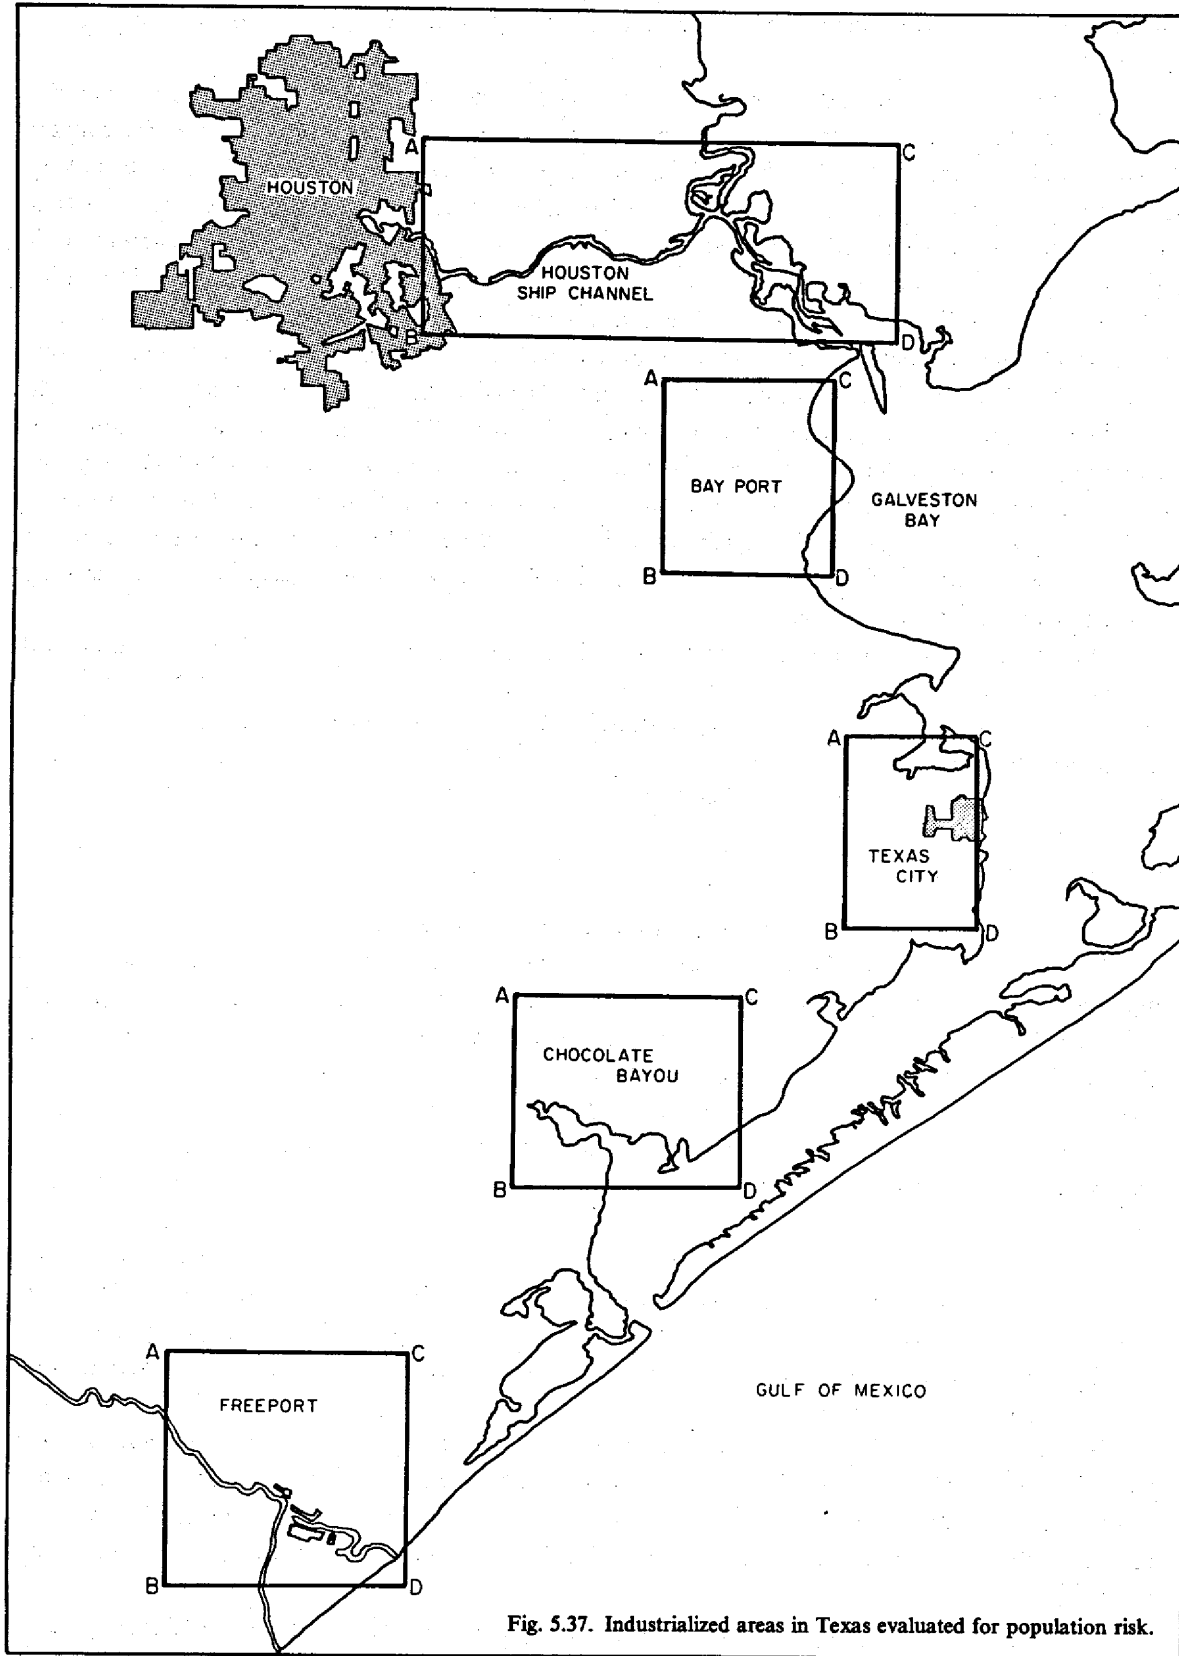 A
C
HOUSTON
HOUSTON
SHIP CHANNEL
B
D
A
C
BAY PORT
GALVESTON
BAY
B
D
A
C
TEXAS
CITY
B
D
A
C
CHOCOLATE
BAYOU
B
D
A
C
FREEPORT
GULF OF MEXICO
B
D
Fig. 5.37. Industrialized areas in Texas evaluated for population risk.